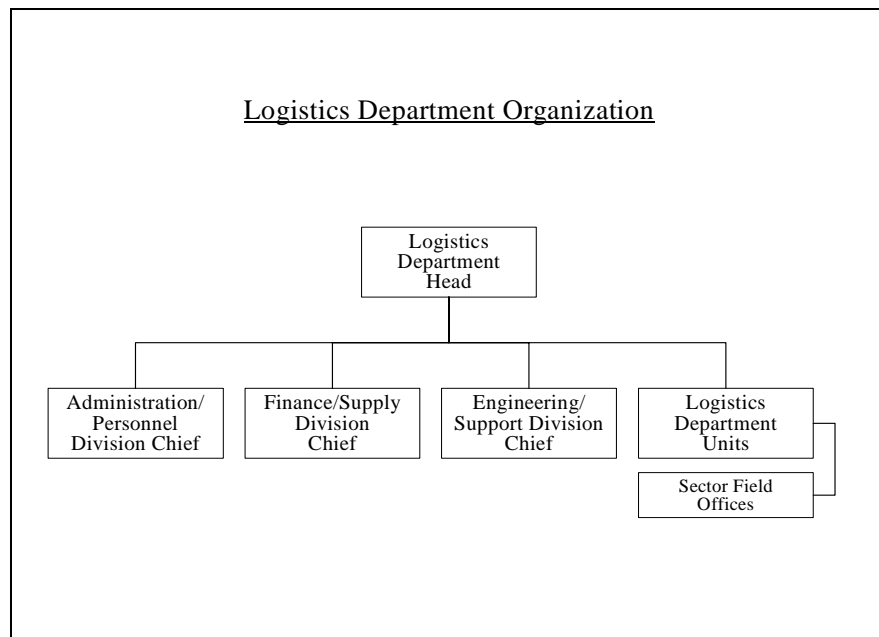 Logistics Department Organization
Logistics
Department
Head
Administration/
Personnel
Division Chief
Finance/Supply
Division
Chief
Engineering/
Support Division
Chief
Logistics
Department
Units
Sector Field
Offices